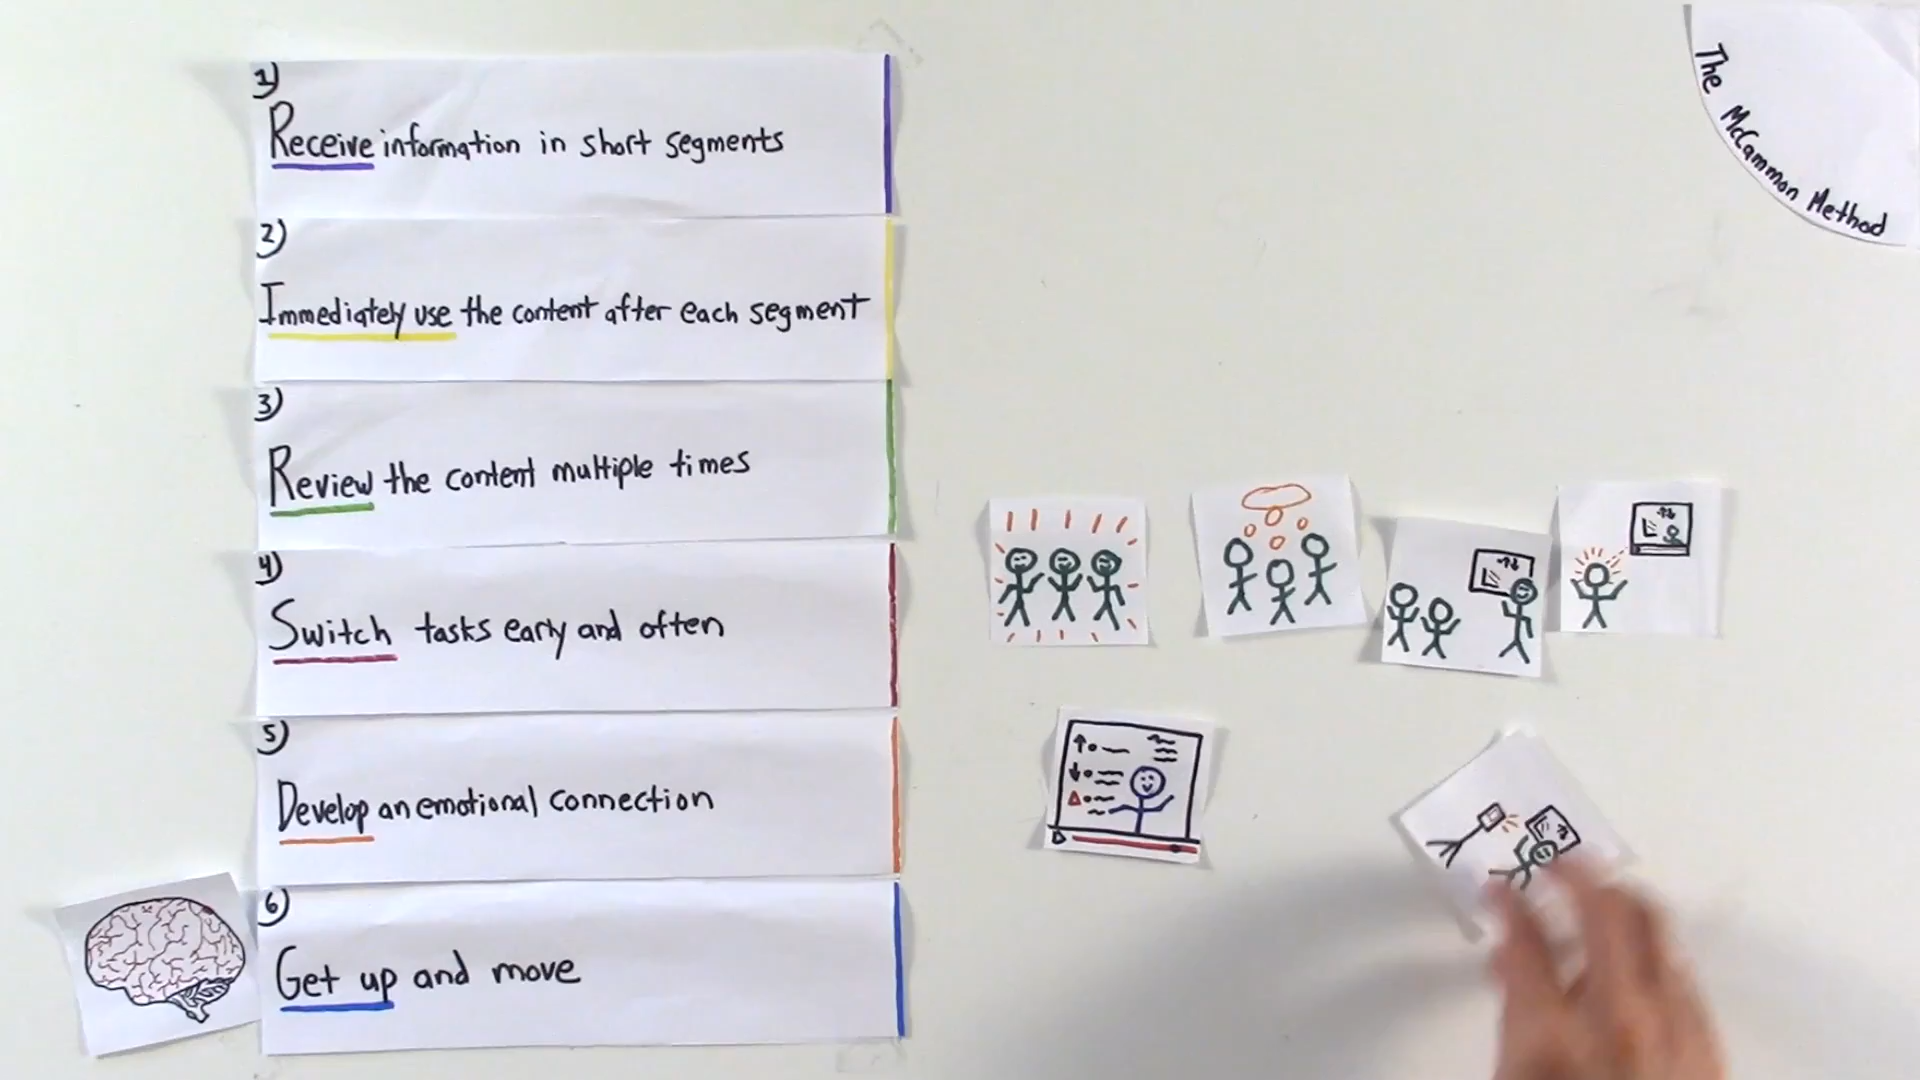 1)
Receive information in short segments
2)
Immediately use the content after each segment
3)
Review the content multiple times
4)
Switch tasks early and often
5)
Develop an emotional connection
6)
Get up and move
The McCammon Method